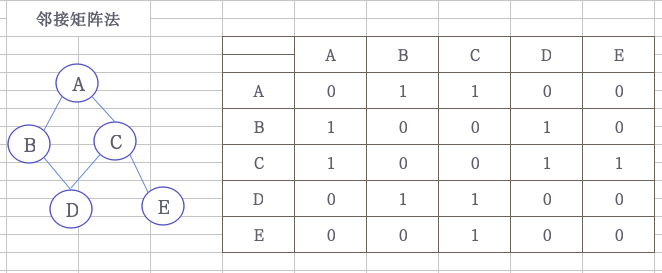 邻接矩阵法
A
B
C
D
E
A B C D E
A 0 1 1 0 0
B 1 0 0 1 0
C 1 0 0 1 1
D 0 1 1 0 0
E 0 0 1 0 0